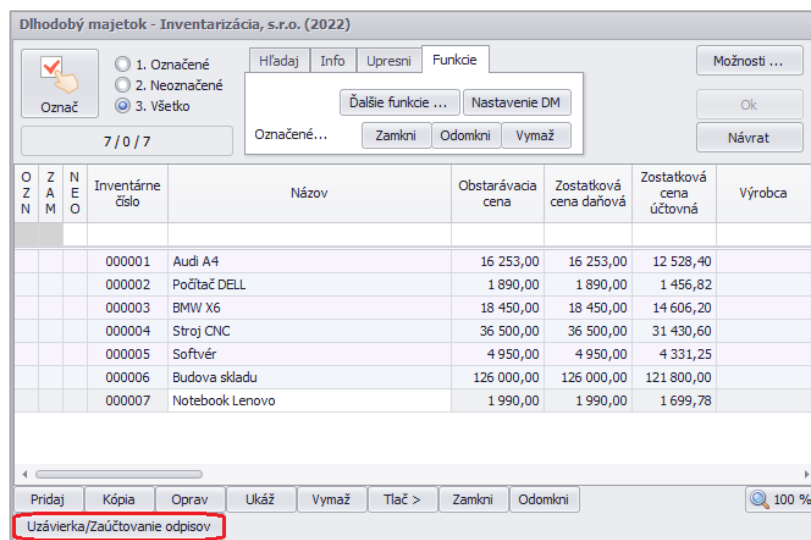 Dlhodobý majetok - Inventarizácia, s.r.o. (2022)
Označ
1. Označené
2. Neoznačené
3. Všetko
7 / 0 / 7
Hľadaj Info Upresni Funkcie
Ďalšie funkcie ... Nastavenie DM
Označené... Zamkni Odomkni Vymaž
Možnosti ...
Ok
Návrat
OZN ZAM NEO Inventárne číslo Názov Obstarávacia cena Zostatková cena daňová Zostatková cena účtovná Výrobca
000001 Audi A4 16 253,00 16 253,00 12 528,40
000002 Počítač DELL 1 890,00 1 890,00 1 456,82
000003 BMW X6 18 450,00 18 450,00 14 606,20
000004 Stroj CNC 36 500,00 36 500,00 31 430,60
000005 Softvér 4 950,00 4 950,00 4 331,25
000006 Budova skladu 126 000,00 126 000,00 121 800,00
000007 Notebook Lenovo 1 990,00 1 990,00 1 699,78
Pridaj Kópia Oprav Ukáž Vymaž Tlač > Zamkni Odomkni 100 %
Uzávierka/Zaúčtovanie odpisov